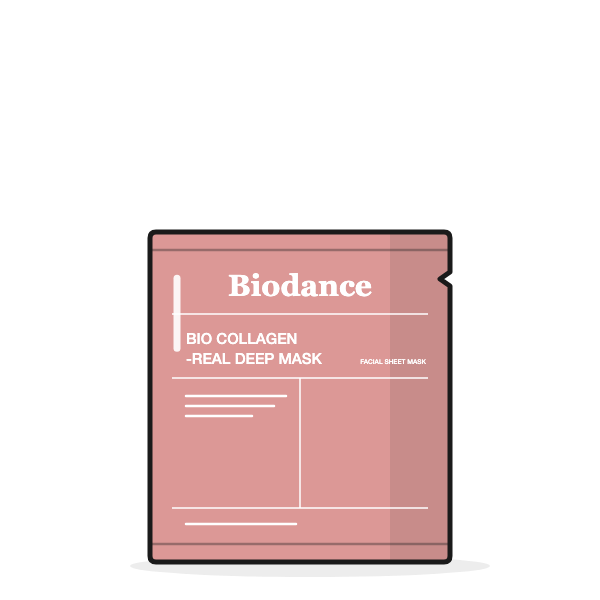 Biodance
BIO COLLAGEN
-REAL DEEP MASK
FACIAL SHEET MASK